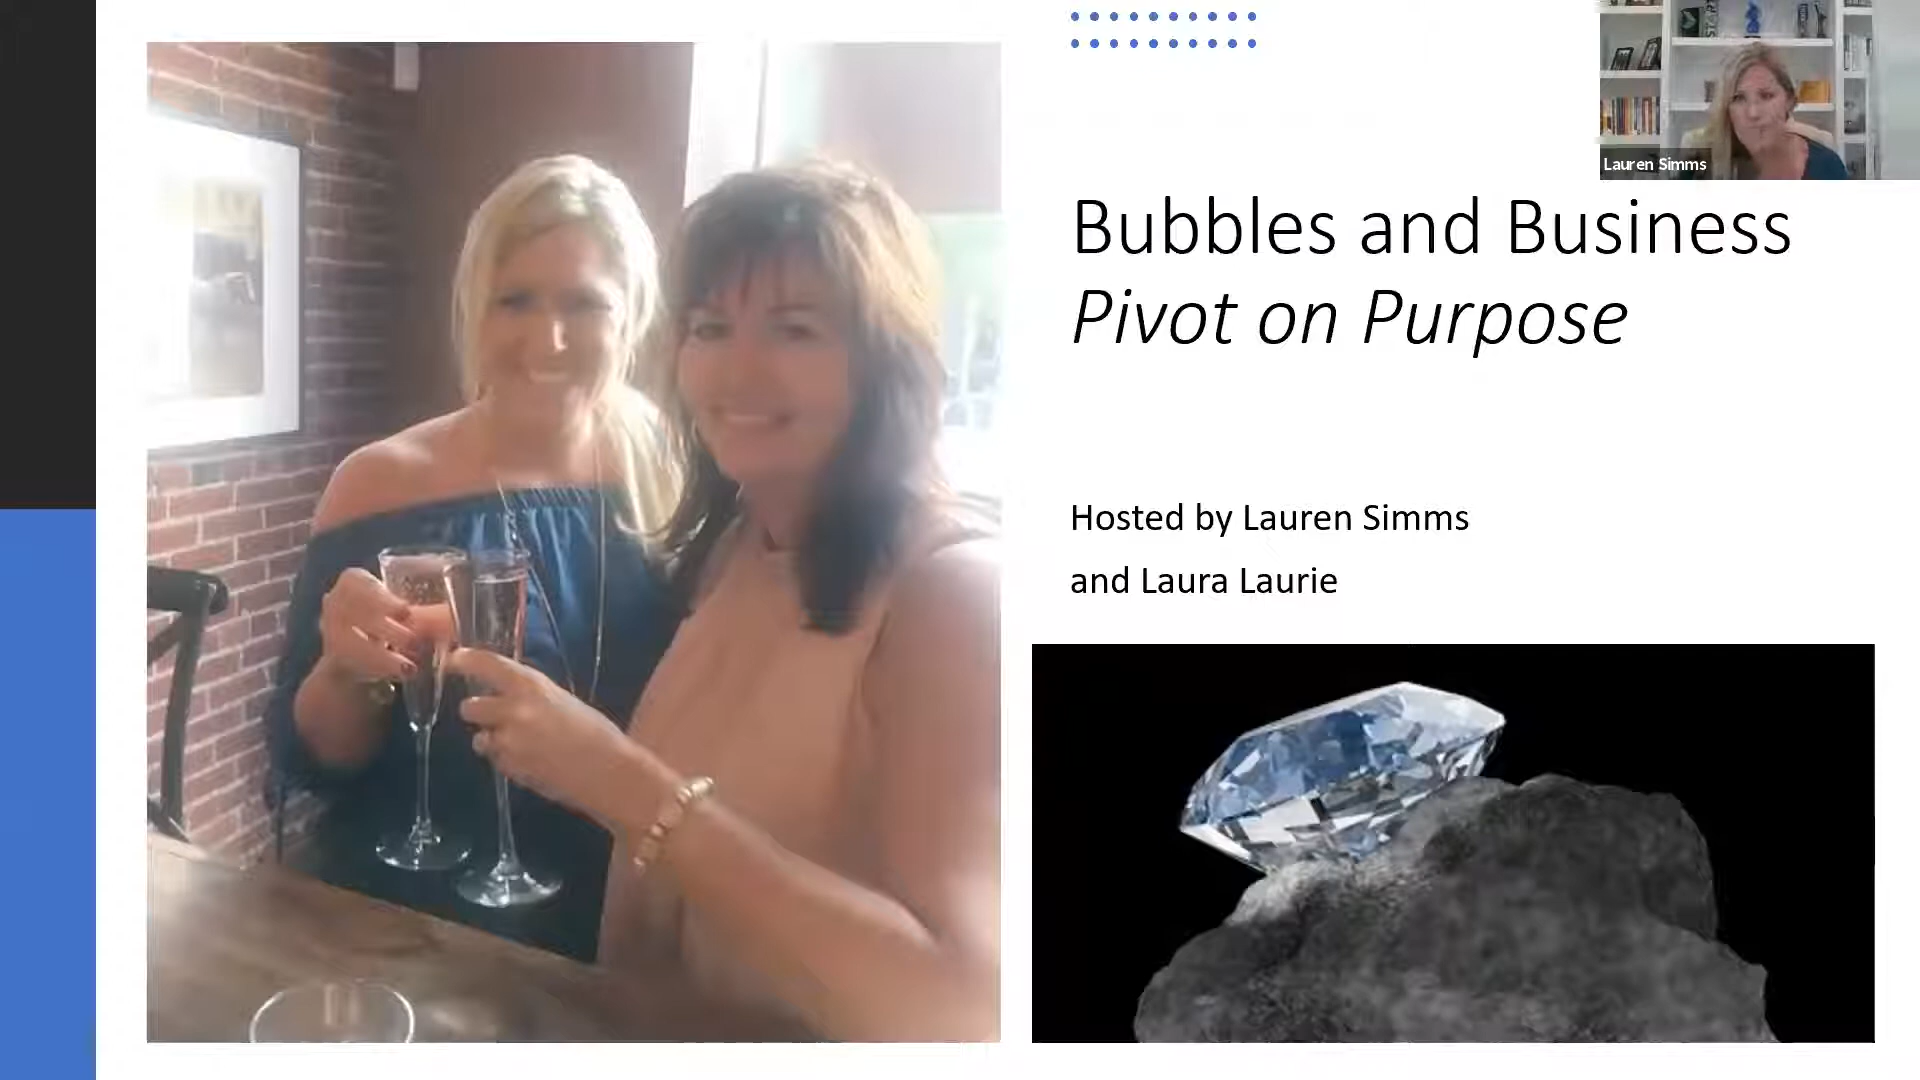 Lauren Simms
Bubbles and Business
Pivot on Purpose
Hosted by Lauren Simms
and Laura Laurie